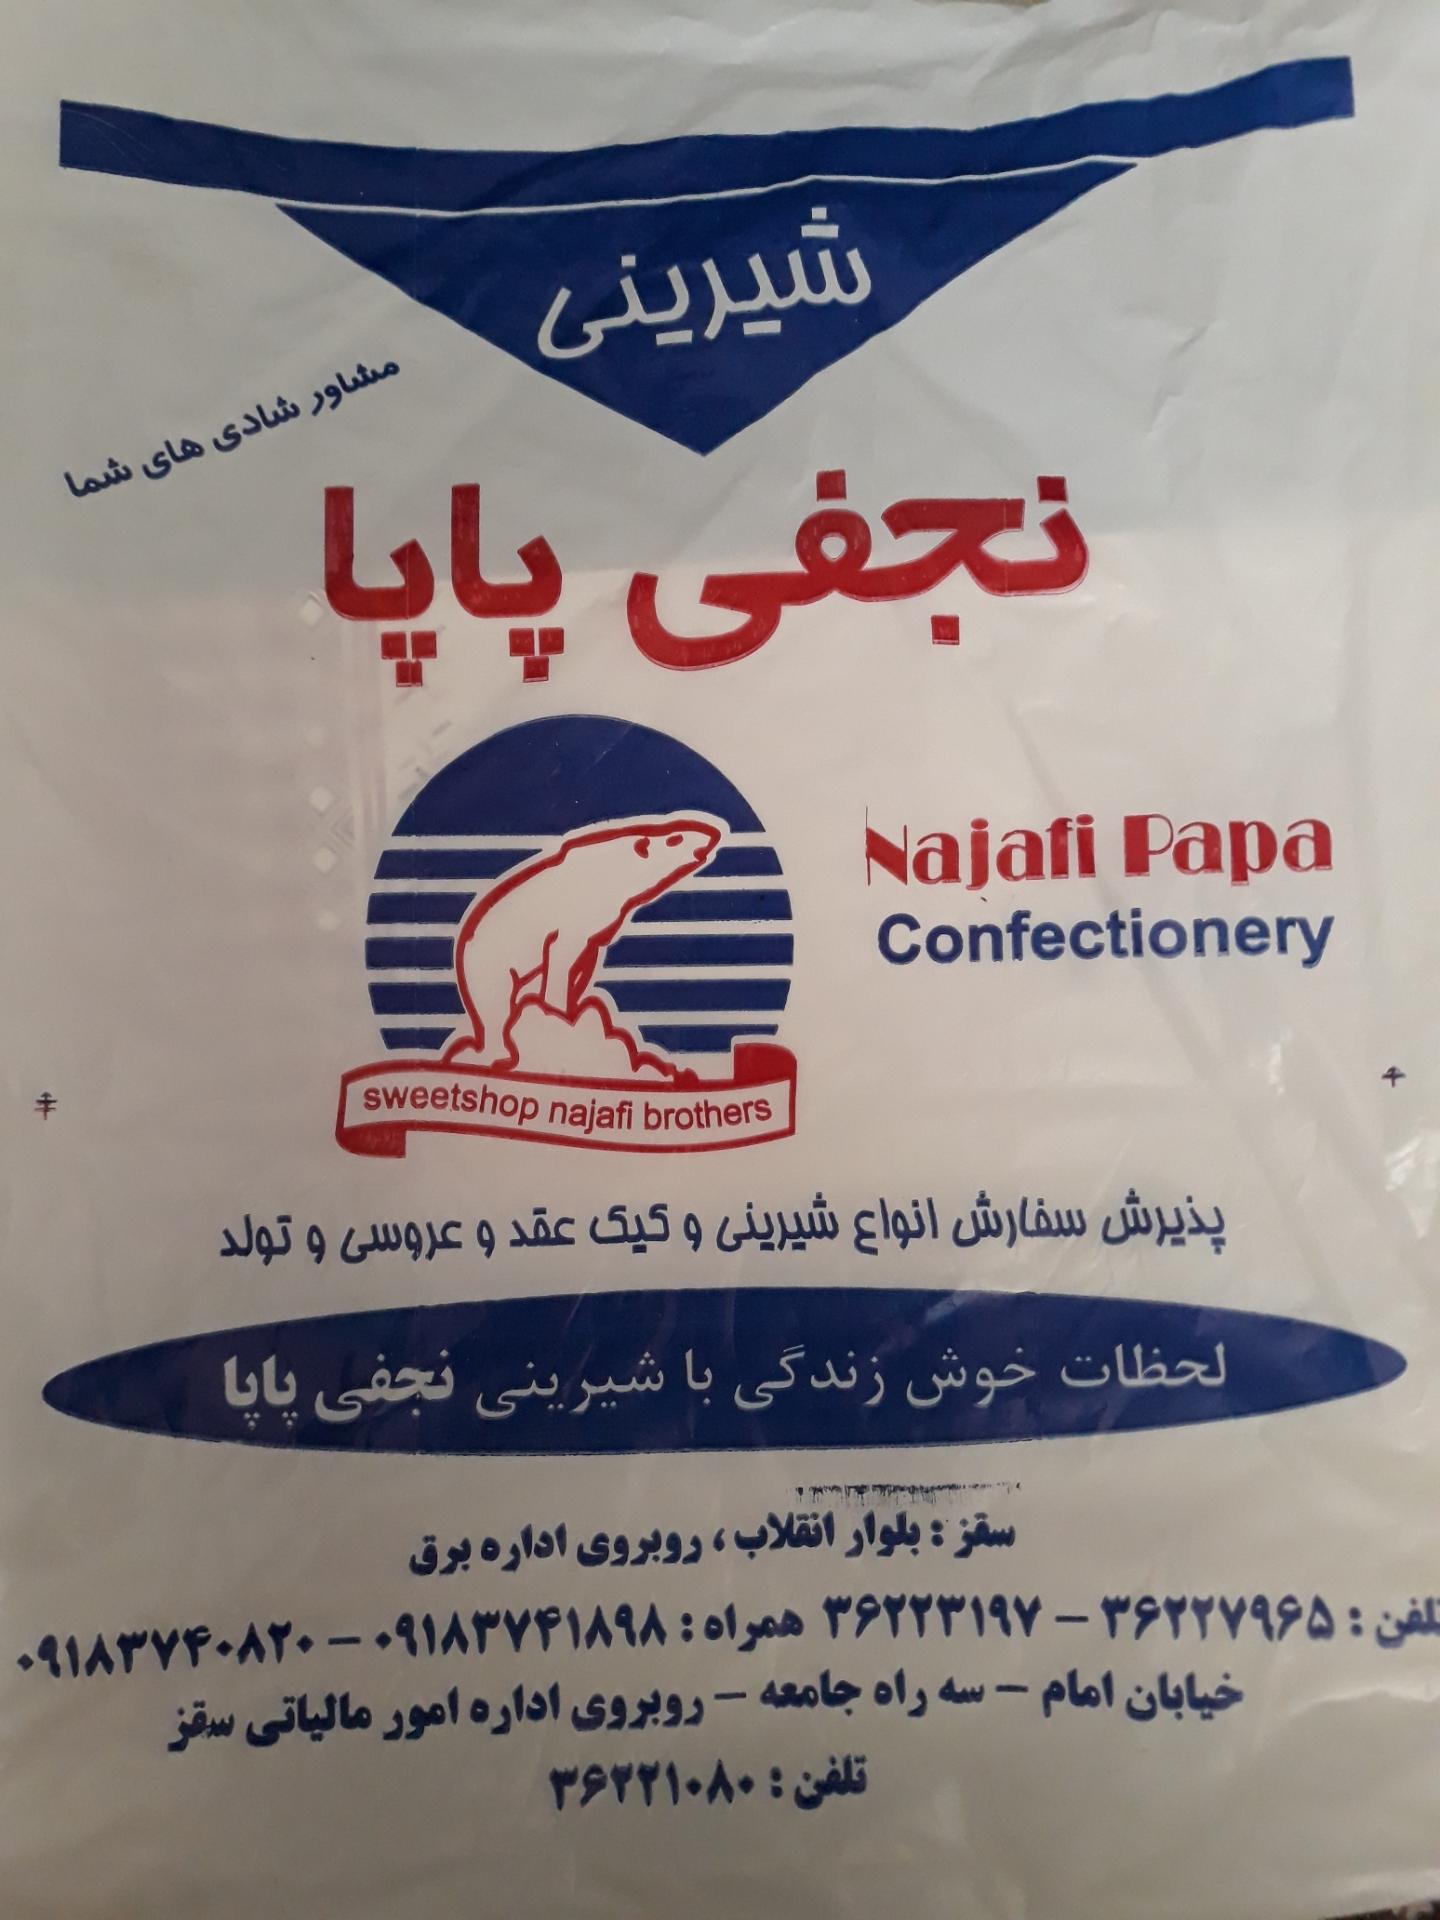 شیرینی
مشاور شادی های شما
نجفی پاپا
Najafi Papa
Confectionery
sweetshop najafi brothers
پذیرش سفارش انواع شیرینی و کیک عقد و عروسی و تولد
لحظات خوش زندگی با شیرینی نجفی پاپا
سقز : بلوار انقلاب ، روبروی اداره برق
تلفن : ۳۶۲۲۷۹۶۵ – ۳۶۲۲۳۱۹۷ همراه : ۰۹۱۸۳۷۴۱۸۹۸ – ۰۹۱۸۳۷۴۰۸۲۰
خیابان امام – سه راه جامعه – روبروی اداره امور مالیاتی سقز
تلفن : ۳۶۲۲۱۰۸۰